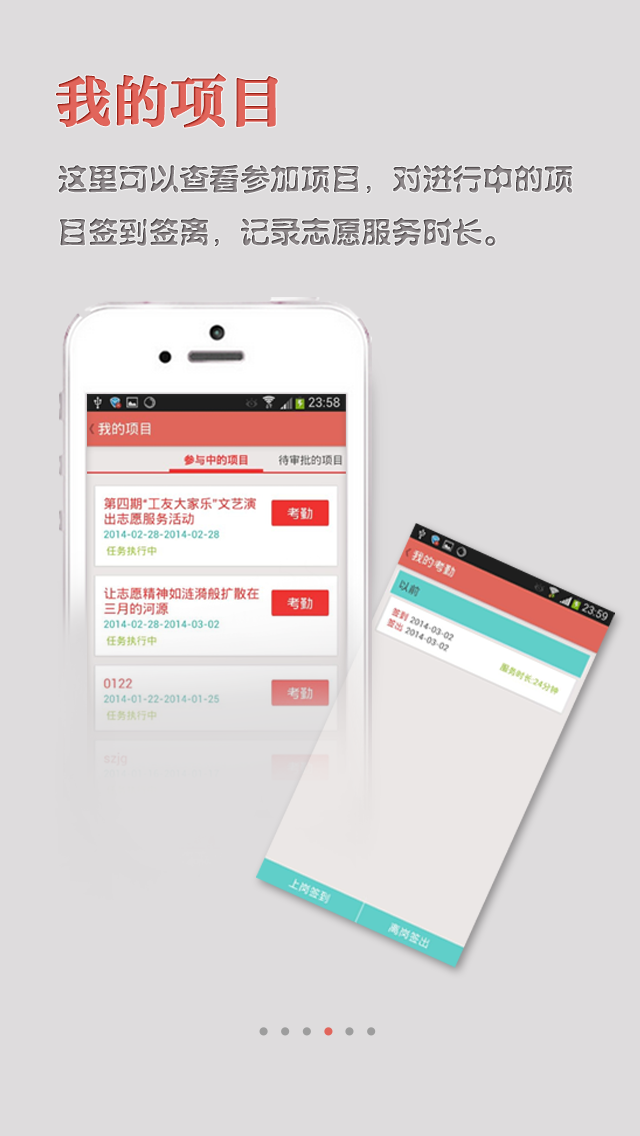 我的项目
这里可以查看参加项目，对进行中的项
目签到签离，记录志愿服务时长。
23:58
我的项目
参与中的项目 待审批的项目
第四期“工友大家乐”文艺演
出志愿服务活动
考勤
2014-02-28-2014-02-28
任务执行中
让志愿精神如涟漪般扩散在
三月的河源
考勤
2014-02-28-2014-03-02
任务执行中
0122
考勤
2014-01-22-2014-01-25
任务执行中
szjg
23:59
我的考勤
以前
签到 2014-03-02
签出 2014-03-02
服务时长:24分钟
上岗签到
离岗签出